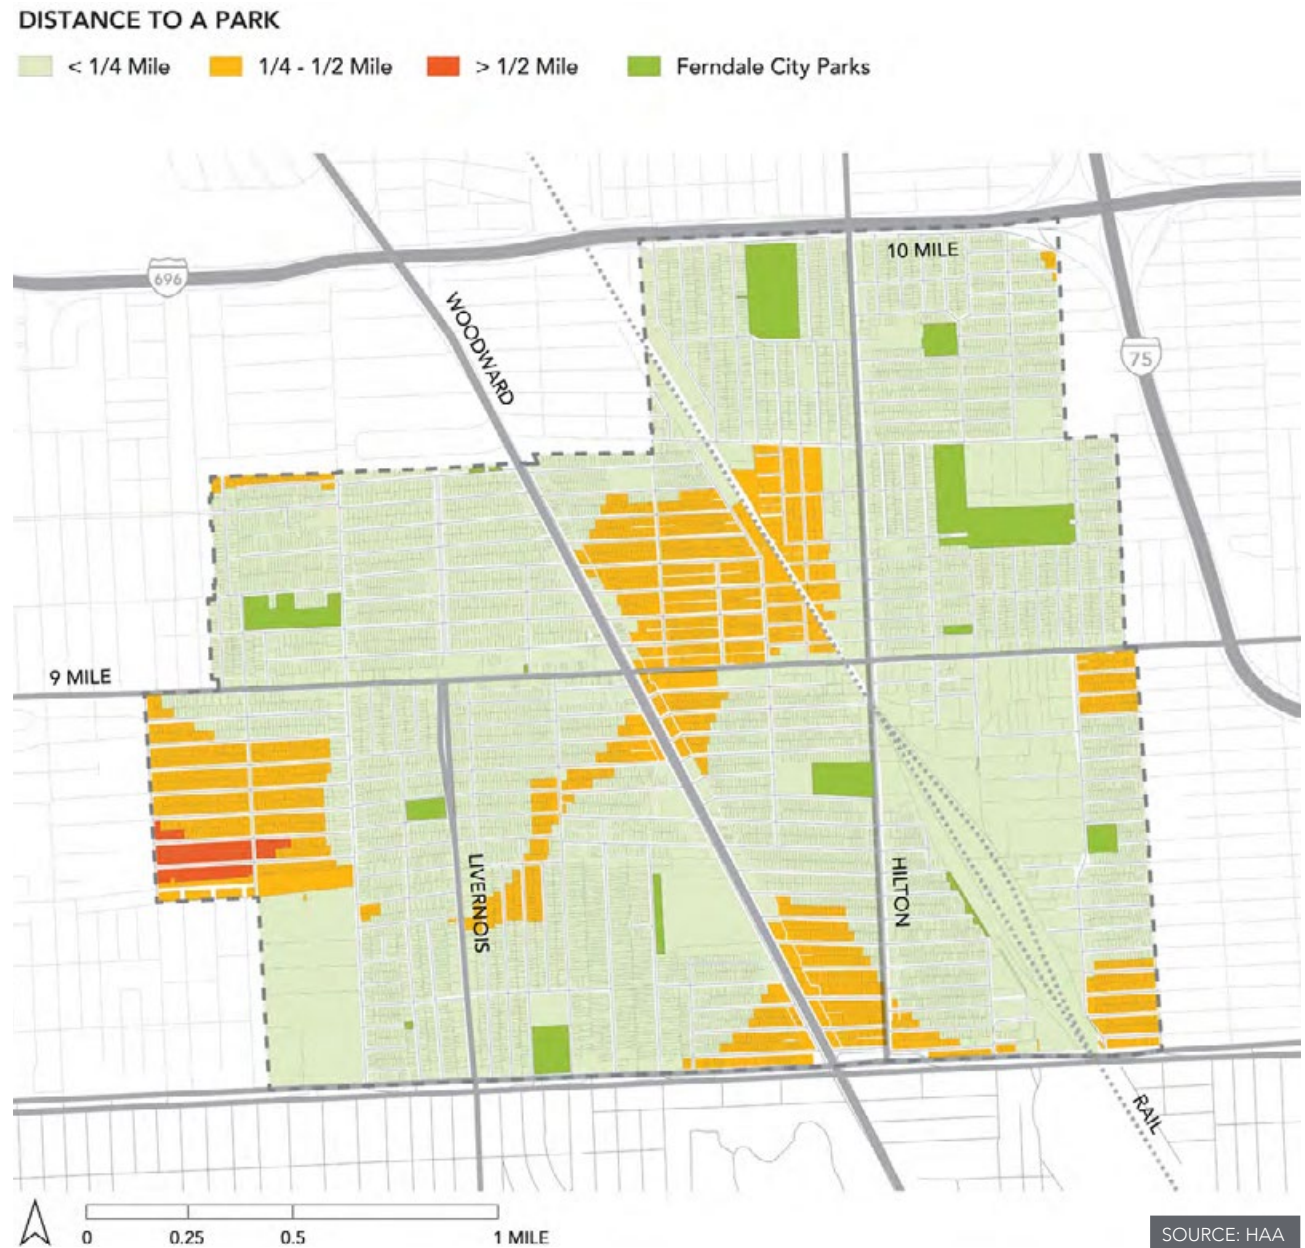 DISTANCE TO A PARK
< 1/4 Mile 1/4 - 1/2 Mile > 1/2 Mile Ferndale City Parks
696
10 MILE
WOODWARD
75
9 MILE
LIVERNOIS
HILTON
RAIL
0 0.25 0.5 1 MILE
SOURCE: HAA